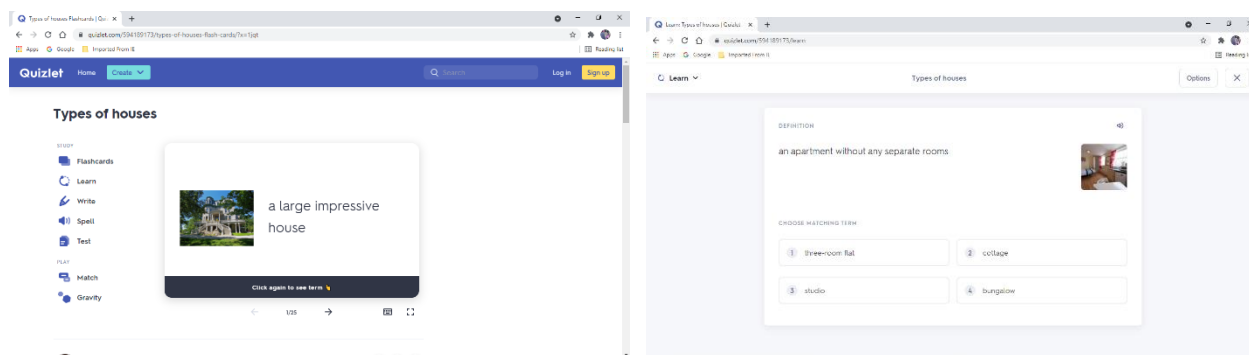 Types of houses Flashcards | Qui
quizlet.com/594189173/types-of-houses-flash-cards/?x=1jqt
Apps
Google
Imported From IE
Reading list
Quizlet
Home
Create
Search
Log in
Sign up
Types of houses
STUDY
Flashcards
Learn
Write
Spell
Test
PLAY
Match
Gravity
a large impressive
house
Click again to see term
1/25
Learn Types of houses | Quizlet
quizlet.com/594189173/learn
Apps
Google
Imported From IE
Reading l
Learn
Types of houses
Options
DEFINITION
an apartment without any separate rooms
CHOOSE MATCHING TERM
1 three-room flat
2 cottage
3 studio
4 bungalow